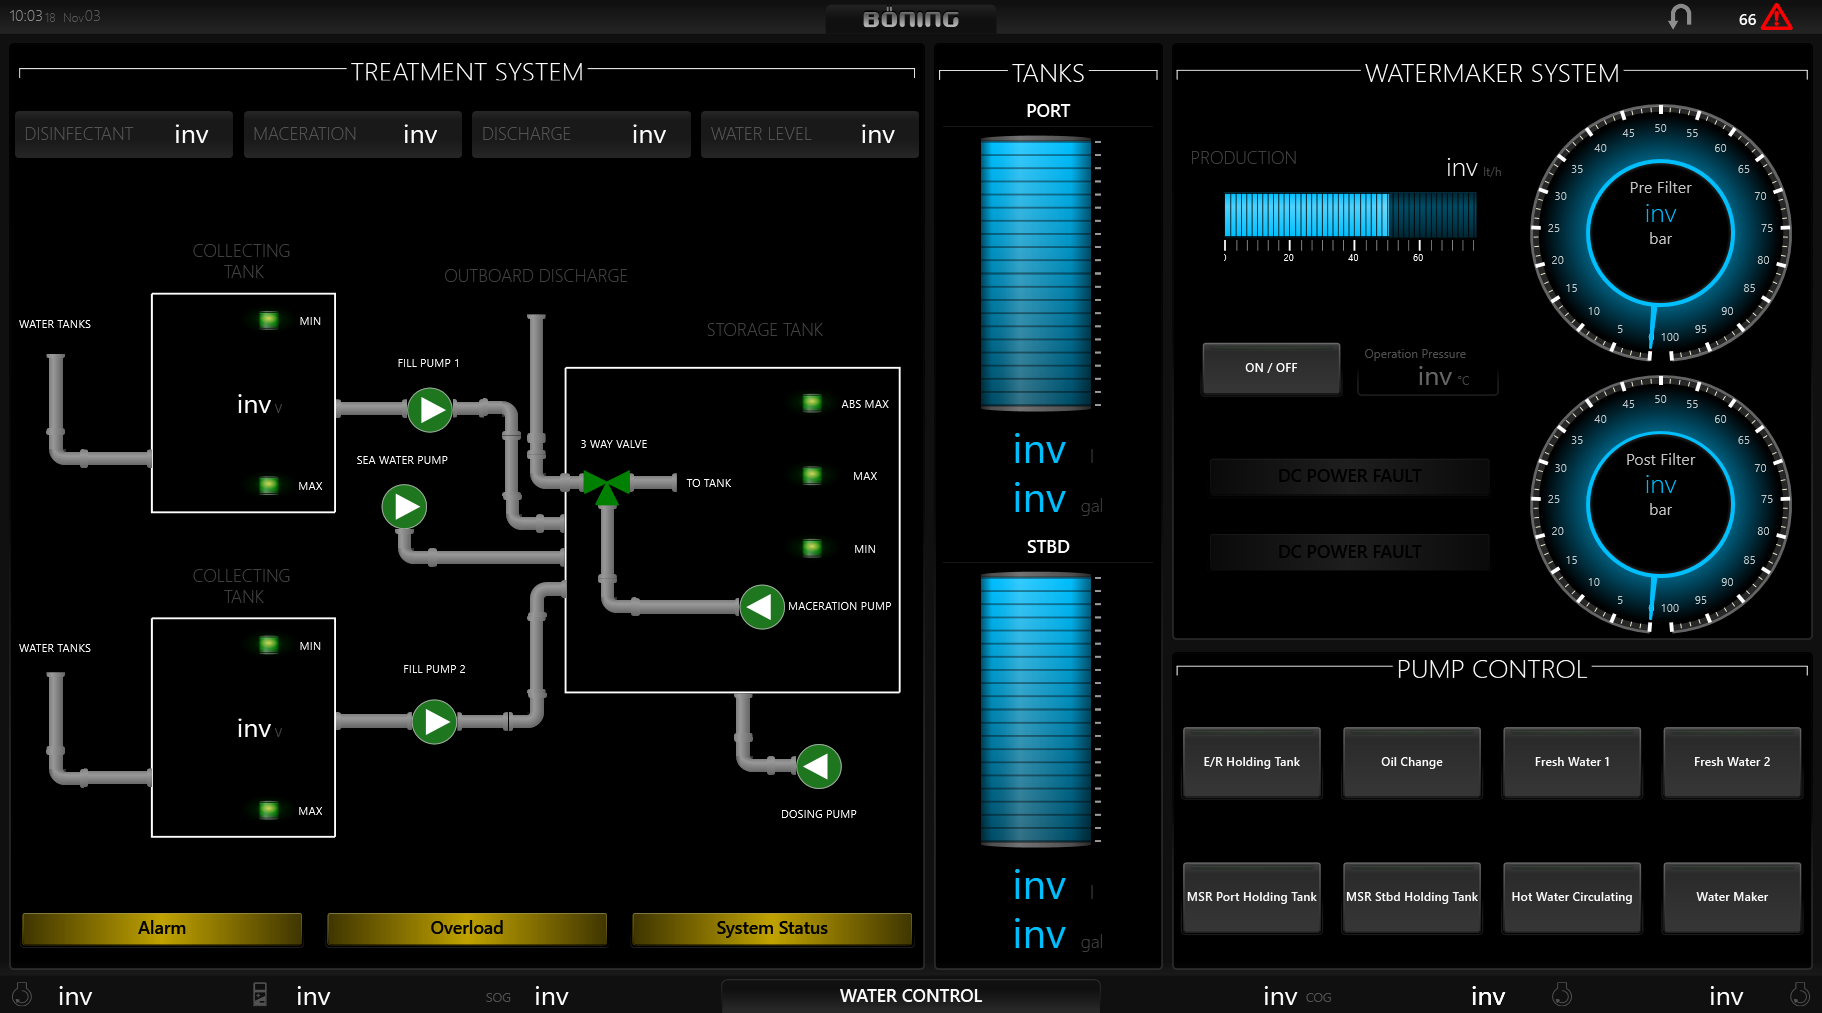 10:03 18 Nov03
BÖNING
66
TREATMENT SYSTEM
DISINFECTANT inv
MACERATION inv
DISCHARGE inv
WATER LEVEL inv
COLLECTING
TANK
WATER TANKS
MIN
inv v
MAX
FILL PUMP 1
SEA WATER PUMP
OUTBOARD DISCHARGE
STORAGE TANK
3 WAY VALVE
TO TANK
ABS MAX
MAX
MIN
MACERATION PUMP
COLLECTING
TANK
WATER TANKS
MIN
inv v
MAX
FILL PUMP 2
DOSING PUMP
Alarm
Overload
System Status
TANKS
PORT
inv l
inv gal
STBD
inv l
inv gal
WATERMAKER SYSTEM
PRODUCTION
inv lt/h
0 20 40 60
ON / OFF
Operation Pressure
inv °C
DC POWER FAULT
DC POWER FAULT
Pre Filter
inv
bar
0 5 10 15 20 25 30 35 40 45 50 55 60 65 70 75 80 85 90 95 100
Post Filter
inv
bar
0 5 10 15 20 25 30 35 40 45 50 55 60 65 70 75 80 85 90 95 100
PUMP CONTROL
E/R Holding Tank
Oil Change
Fresh Water 1
Fresh Water 2
MSR Port Holding Tank
MSR Stbd Holding Tank
Hot Water Circulating
Water Maker
inv
inv
SOG inv
WATER CONTROL
inv COG
inv
inv